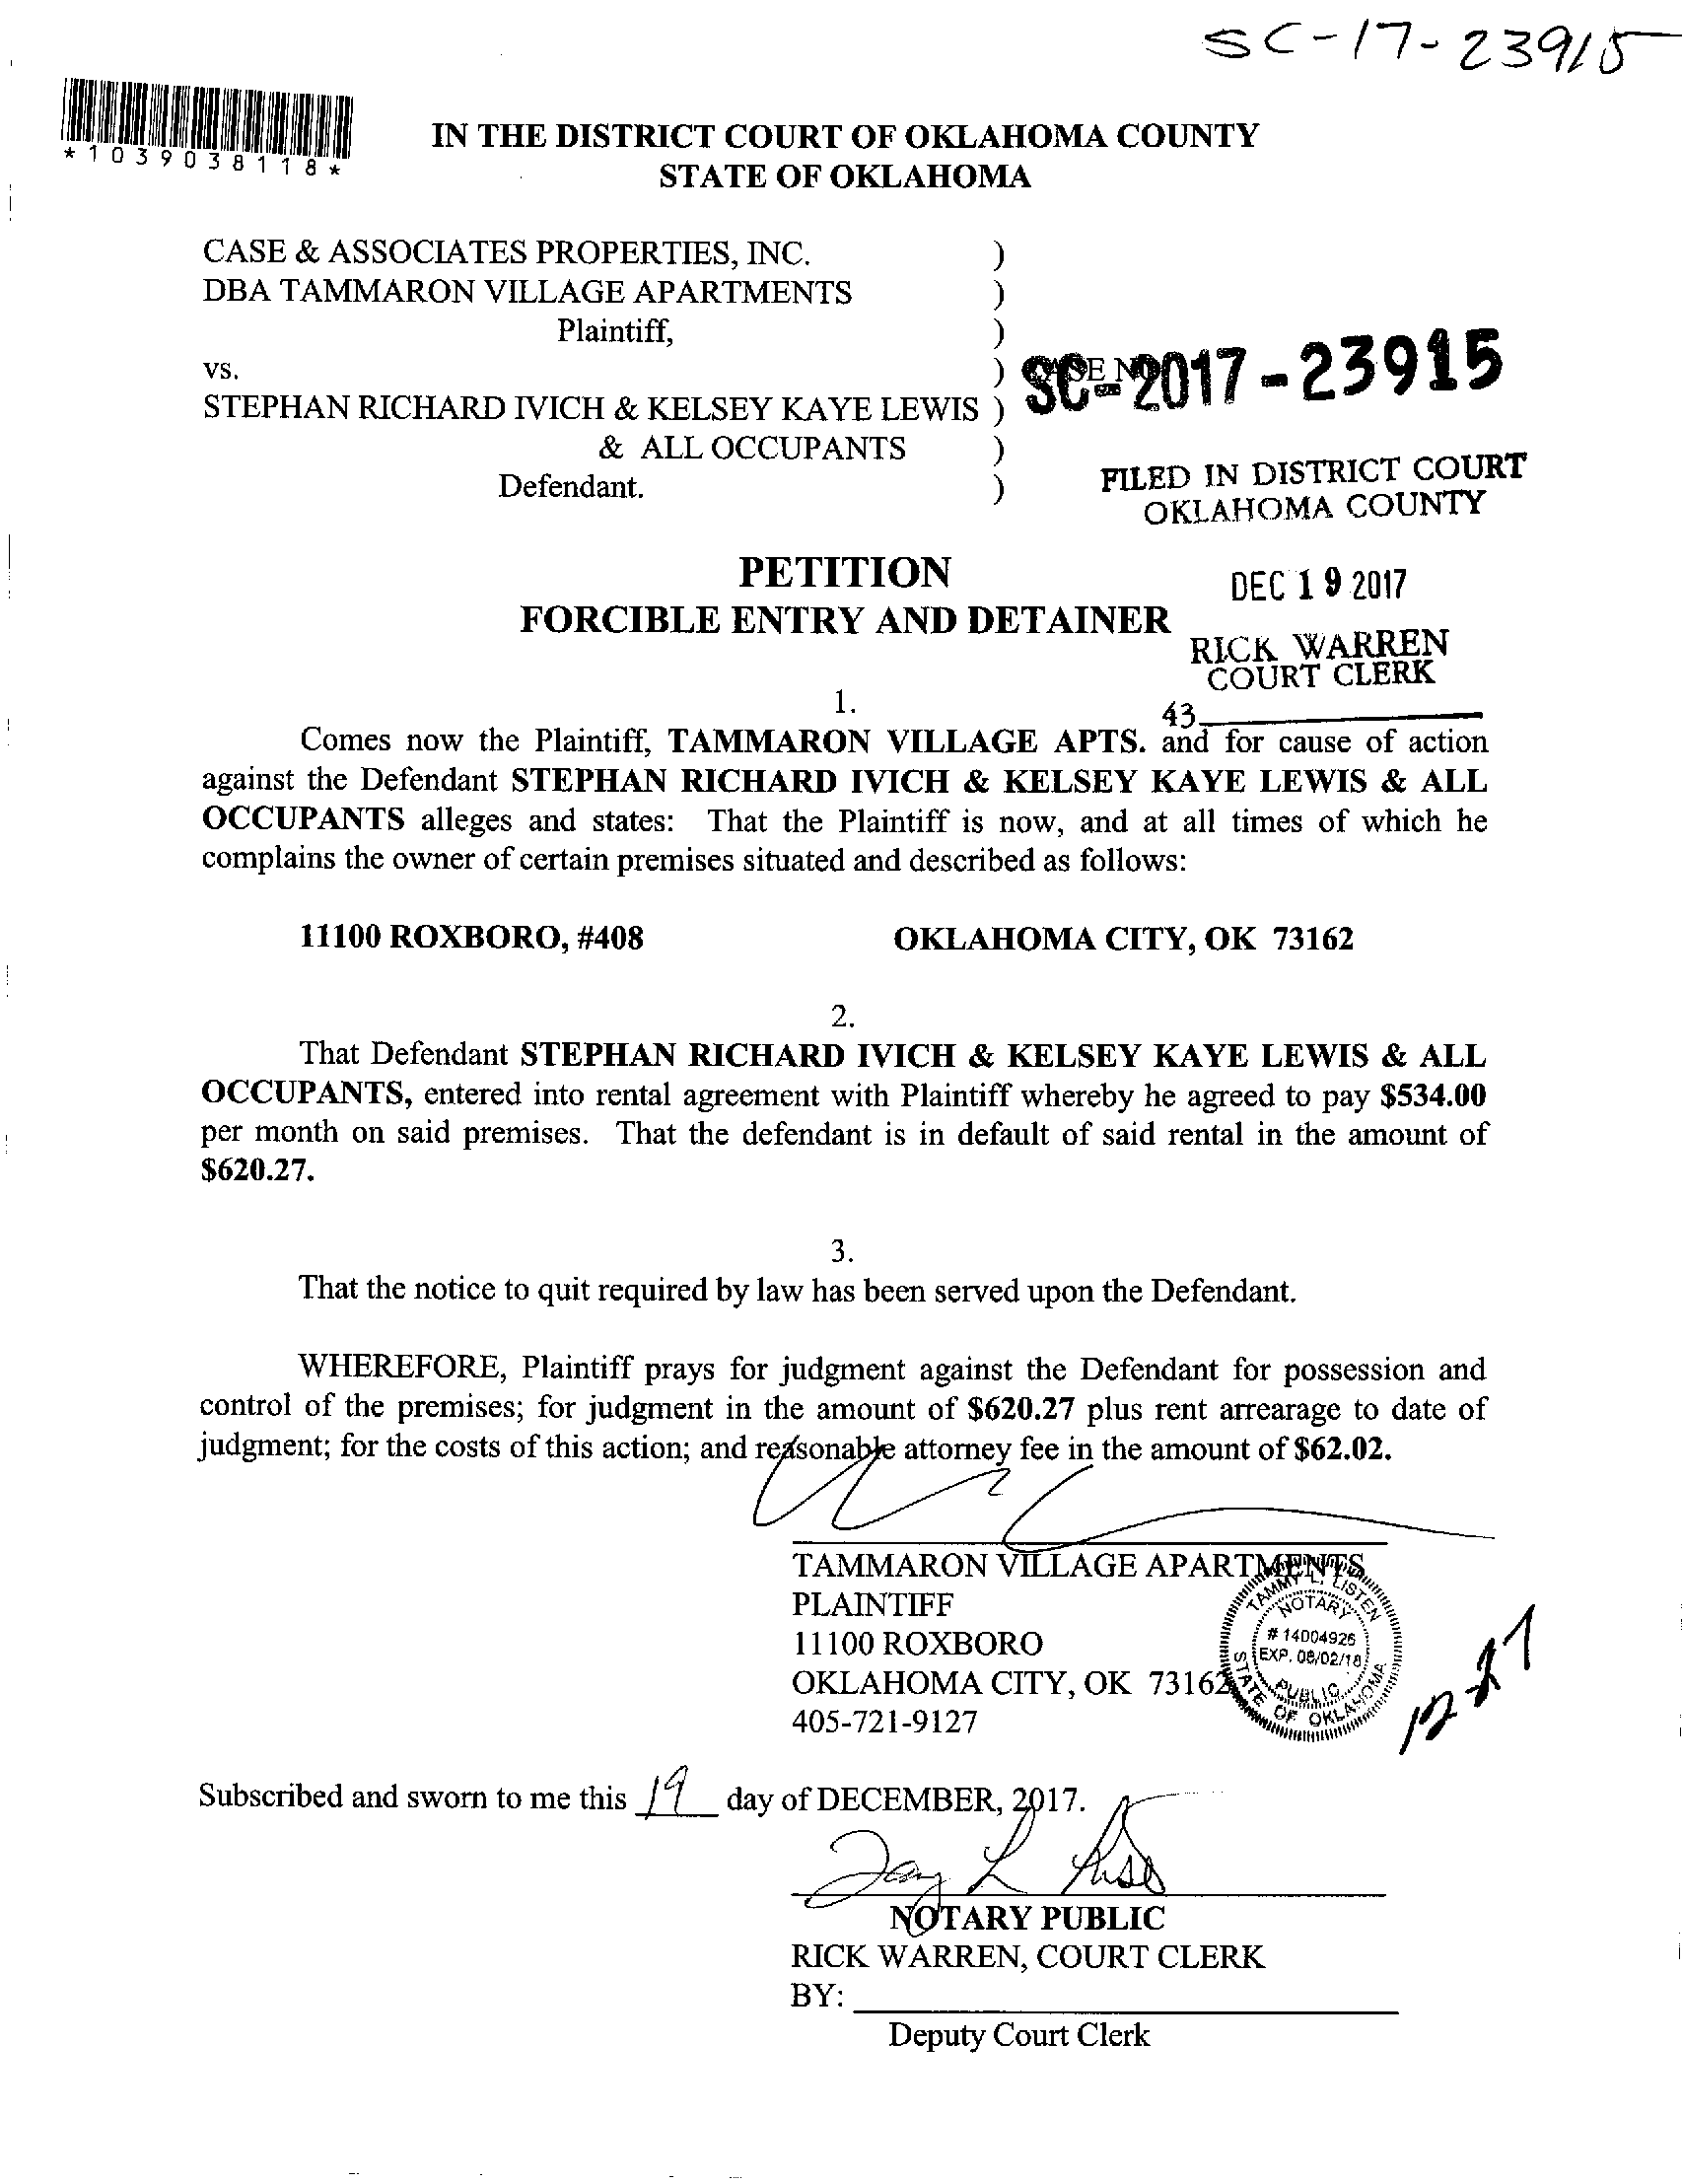 SC-17-23915
*1039038118*
IN THE DISTRICT COURT OF OKLAHOMA COUNTY
STATE OF OKLAHOMA
CASE & ASSOCIATES PROPERTIES, INC. )
DBA TAMMARON VILLAGE APARTMENTS )
Plaintiff, )
vs. ) CASE NO.
SC-2017-23915
STEPHAN RICHARD IVICH & KELSEY KAYE LEWIS )
& ALL OCCUPANTS )
Defendant. )
FILED IN DISTRICT COURT
OKLAHOMA COUNTY
PETITION
DEC 19 2017
FORCIBLE ENTRY AND DETAINER
RICK WARREN
COURT CLERK
43
1.
Comes now the Plaintiff, TAMMARON VILLAGE APTS. and for cause of action
against the Defendant STEPHAN RICHARD IVICH & KELSEY KAYE LEWIS & ALL
OCCUPANTS alleges and states: That the Plaintiff is now, and at all times of which he
complains the owner of certain premises situated and described as follows:
11100 ROXBORO, #408 OKLAHOMA CITY, OK 73162
2.
That Defendant STEPHAN RICHARD IVICH & KELSEY KAYE LEWIS & ALL
OCCUPANTS, entered into rental agreement with Plaintiff whereby he agreed to pay $534.00
per month on said premises. That the defendant is in default of said rental in the amount of
$620.27.
3.
That the notice to quit required by law has been served upon the Defendant.
WHEREFORE, Plaintiff prays for judgment against the Defendant for possession and
control of the premises; for judgment in the amount of $620.27 plus rent arrearage to date of
judgment; for the costs of this action; and reasonable attorney fee in the amount of $62.02.
TAMMARON VILLAGE APARTMENTS
PLAINTIFF
11100 ROXBORO
OKLAHOMA CITY, OK 73162
405-721-9127
TAMMY L. LISTEN
NOTARY
# 14004926
EXP. 08/02/18
PUBLIC
STATE OF OKLAHOMA
12-27
Subscribed and sworn to me this 19 day of DECEMBER, 2017.
NOTARY PUBLIC
RICK WARREN, COURT CLERK
BY:
Deputy Court Clerk